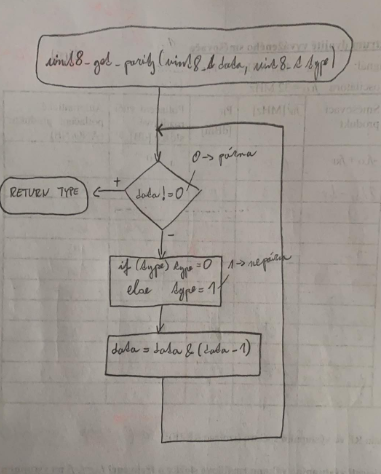 uint8_get_parity(uint8_t data, uint8_t type)
0 → párna
+
data != 0
RETURN TYPE
-
if (type) type = 0
1 → nepárna
else type = 1
data = data & (data - 1)